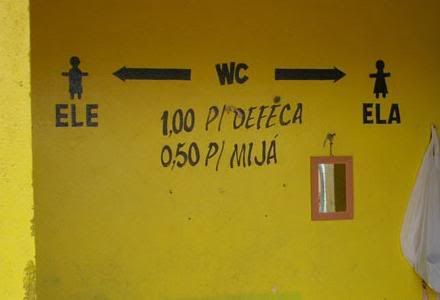 WC
ELE ELA
1,00 P/ DEFÉCA
0,50 P/ MIJÁ